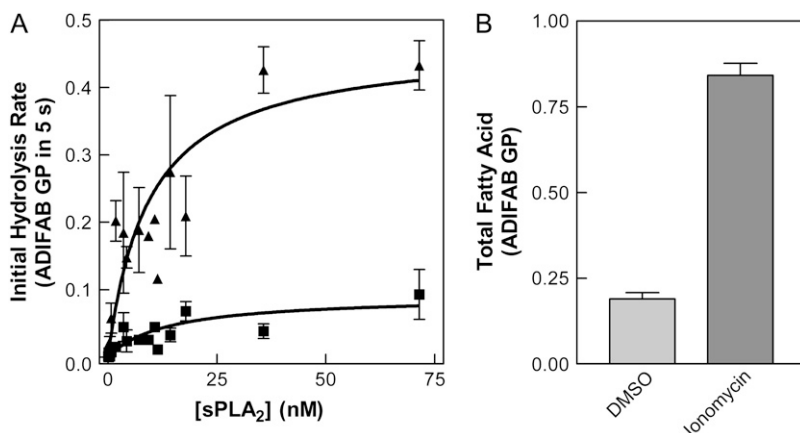 A
Initial Hydrolysis Rate
(ADIFAB GP in 5 s)
0.5
0.4
0.3
0.2
0.1
0.0
0
25
50
75
[sPLA₂] (nM)
B
Total Fatty Acid
(ADIFAB GP)
1.00
0.75
0.50
0.25
0.00
DMSO
Ionomycin